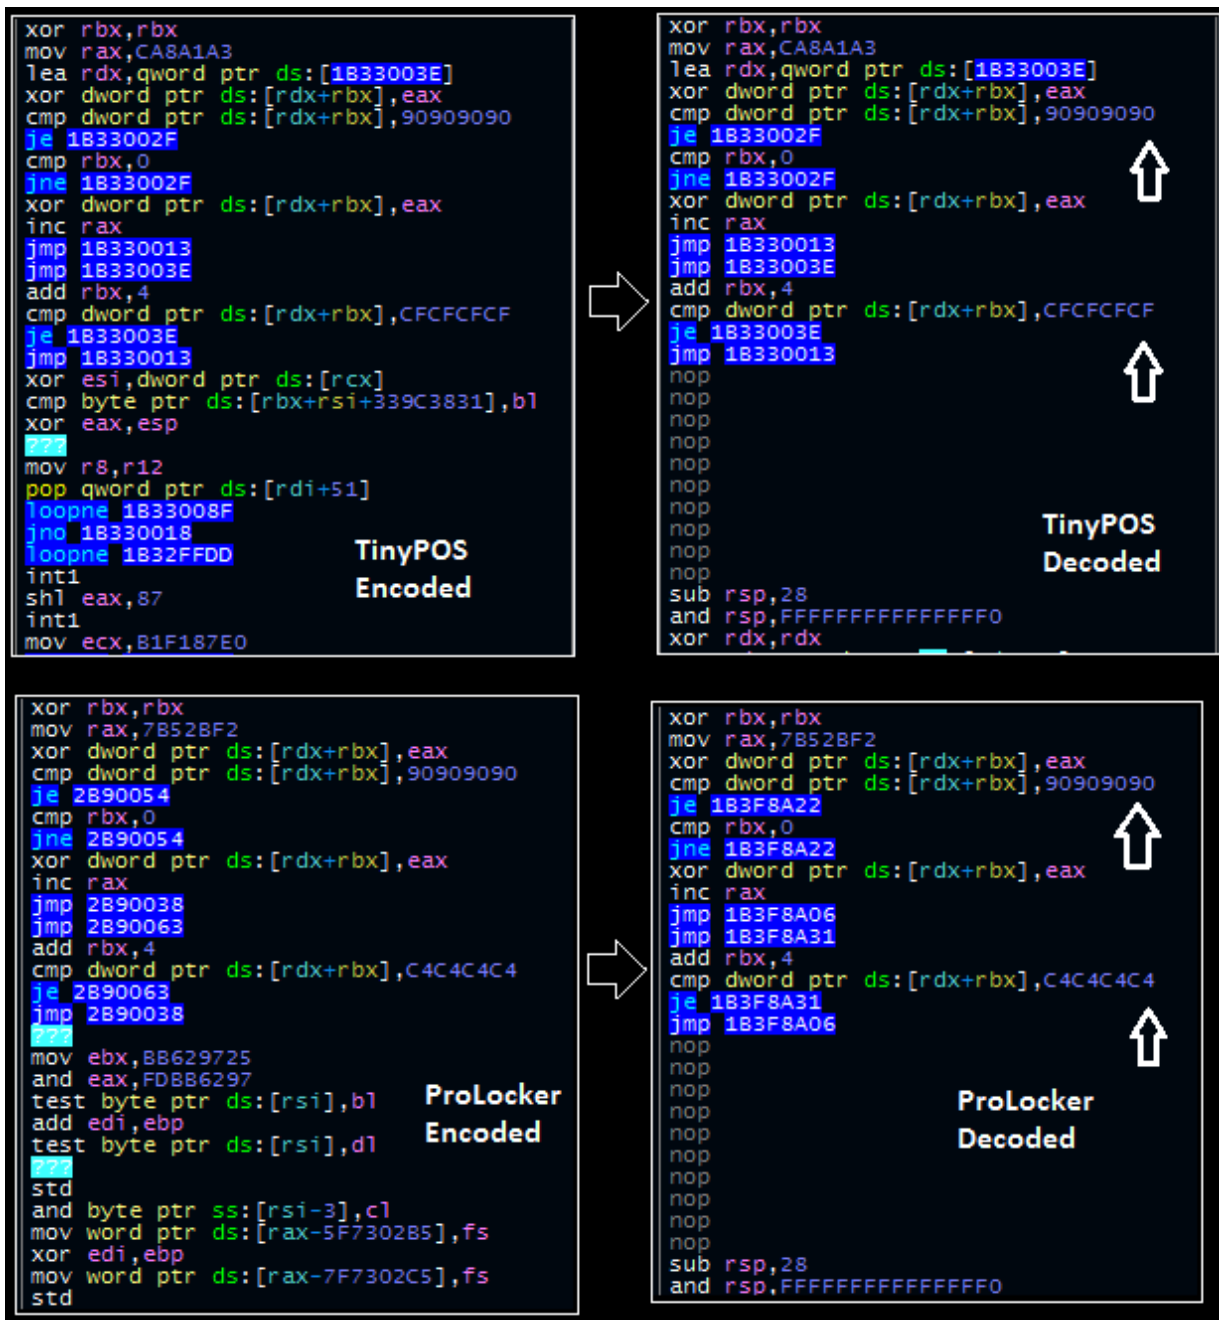 xor rbx,rbx
mov rax,CA8A1A3
lea rdx,qword ptr ds:[1B33003E]
xor dword ptr ds:[rdx+rbx],eax
cmp dword ptr ds:[rdx+rbx],90909090
je 1B33002F
cmp rbx,0
jne 1B33002F
xor dword ptr ds:[rdx+rbx],eax
inc rax
jmp 1B330013
jmp 1B33003E
add rbx,4
cmp dword ptr ds:[rdx+rbx],CFCFCFCF
je 1B33003E
jmp 1B330013
xor esi,dword ptr ds:[rcx]
cmp byte ptr ds:[rbx+rsi+339C3831],bl
xor eax,esp
???
mov r8,r12
pop qword ptr ds:[rdi+51]
loopne 1B33008F
jno 1B330018
loopne 1B32FFDD
int1
shl eax,87
int1
mov ecx,B1F187E0
TinyPOS
Encoded
xor rbx,rbx
mov rax,CA8A1A3
lea rdx,qword ptr ds:[1B33003E]
xor dword ptr ds:[rdx+rbx],eax
cmp dword ptr ds:[rdx+rbx],90909090
je 1B33002F
cmp rbx,0
jne 1B33002F
xor dword ptr ds:[rdx+rbx],eax
inc rax
jmp 1B330013
jmp 1B33003E
add rbx,4
cmp dword ptr ds:[rdx+rbx],CFCFCFCF
je 1B33003E
jmp 1B330013
nop
nop
nop
nop
nop
nop
nop
nop
nop
nop
sub rsp,28
and rsp,FFFFFFFFFFFFFFF0
xor rdx,rdx
TinyPOS
Decoded
xor rbx,rbx
mov rax,7B52BF2
xor dword ptr ds:[rdx+rbx],eax
cmp dword ptr ds:[rdx+rbx],90909090
je 2B90054
cmp rbx,0
jne 2B90054
xor dword ptr ds:[rdx+rbx],eax
inc rax
jmp 2B90038
jmp 2B90063
add rbx,4
cmp dword ptr ds:[rdx+rbx],C4C4C4C4
je 2B90063
jmp 2B90038
???
mov ebx,BB629725
and eax,FDBB6297
test byte ptr ds:[rsi],bl
add edi,ebp
test byte ptr ds:[rsi],dl
???
std
and byte ptr ss:[rsi-3],cl
mov word ptr ds:[rax-5F7302B5],fs
xor edi,ebp
mov word ptr ds:[rax-7F7302C5],fs
std
ProLocker
Encoded
xor rbx,rbx
mov rax,7B52BF2
xor dword ptr ds:[rdx+rbx],eax
cmp dword ptr ds:[rdx+rbx],90909090
je 1B3F8A22
cmp rbx,0
jne 1B3F8A22
xor dword ptr ds:[rdx+rbx],eax
inc rax
jmp 1B3F8A06
jmp 1B3F8A31
add rbx,4
cmp dword ptr ds:[rdx+rbx],C4C4C4C4
je 1B3F8A31
jmp 1B3F8A06
nop
nop
nop
nop
nop
nop
nop
nop
nop
nop
sub rsp,28
and rsp,FFFFFFFFFFFFFFF0
ProLocker
Decoded